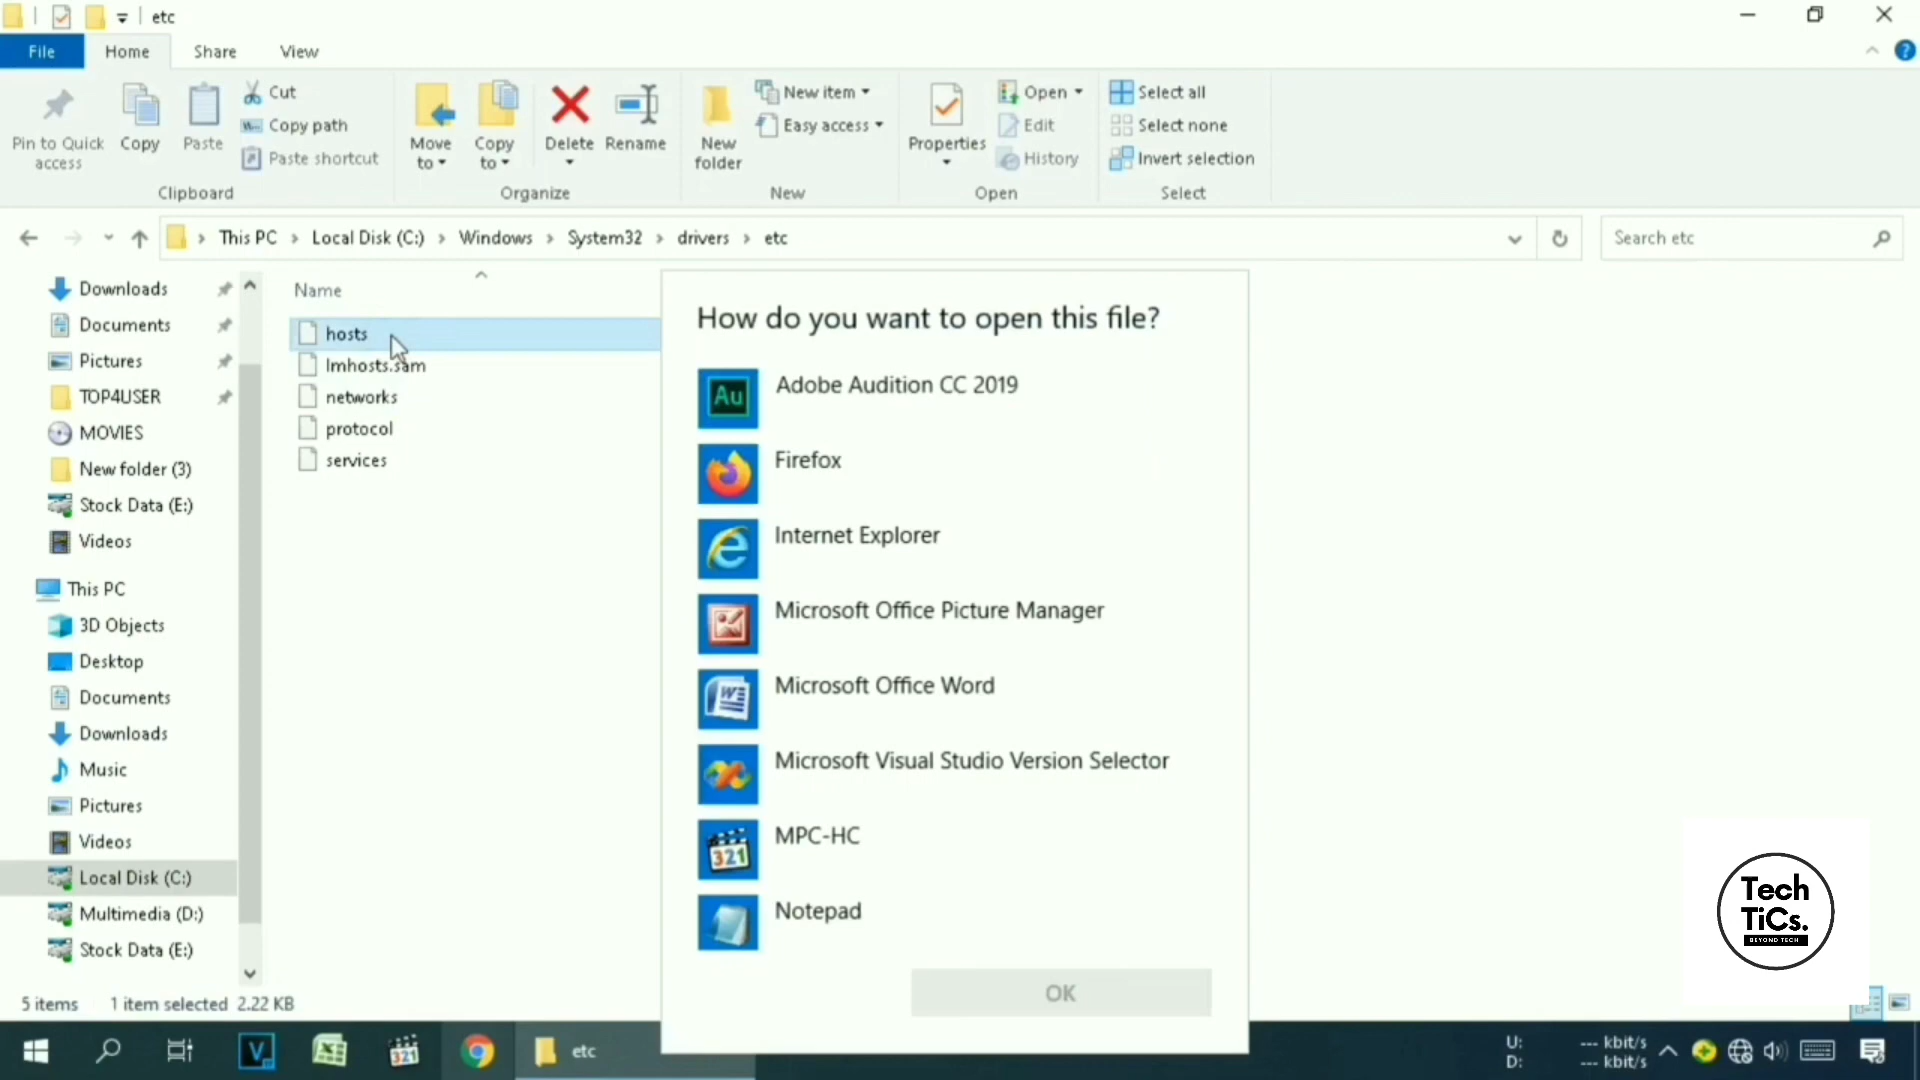 etc
File
Home
Share
View
Pin to Quick
access
Copy
Paste
Cut
Copy path
Paste shortcut
Clipboard
Move
to
Copy
to
Delete
Rename
Organize
New
folder
New item
Easy access
New
Properties
Open
Edit
History
Open
Select all
Select none
Invert selection
Select
This PC
Local Disk (C:)
Windows
System32
drivers
etc
Search etc
Downloads
Documents
Pictures
TOP4USER
MOVIES
New folder (3)
Stock Data (E:)
Videos
This PC
3D Objects
Desktop
Documents
Downloads
Music
Pictures
Videos
Local Disk (C:)
Multimedia (D:)
Stock Data (E:)
Name
hosts
lmhosts.sam
networks
protocol
services
How do you want to open this file?
Au
Adobe Audition CC 2019
Firefox
Internet Explorer
Microsoft Office Picture Manager
W
Microsoft Office Word
Microsoft Visual Studio Version Selector
321
MPC-HC
Notepad
OK
Tech
TiCs.
BEYOND TECH
5 items
1 item selected 2.22 KB
V
321
etc
U: --- kbit/s
D: --- kbit/s